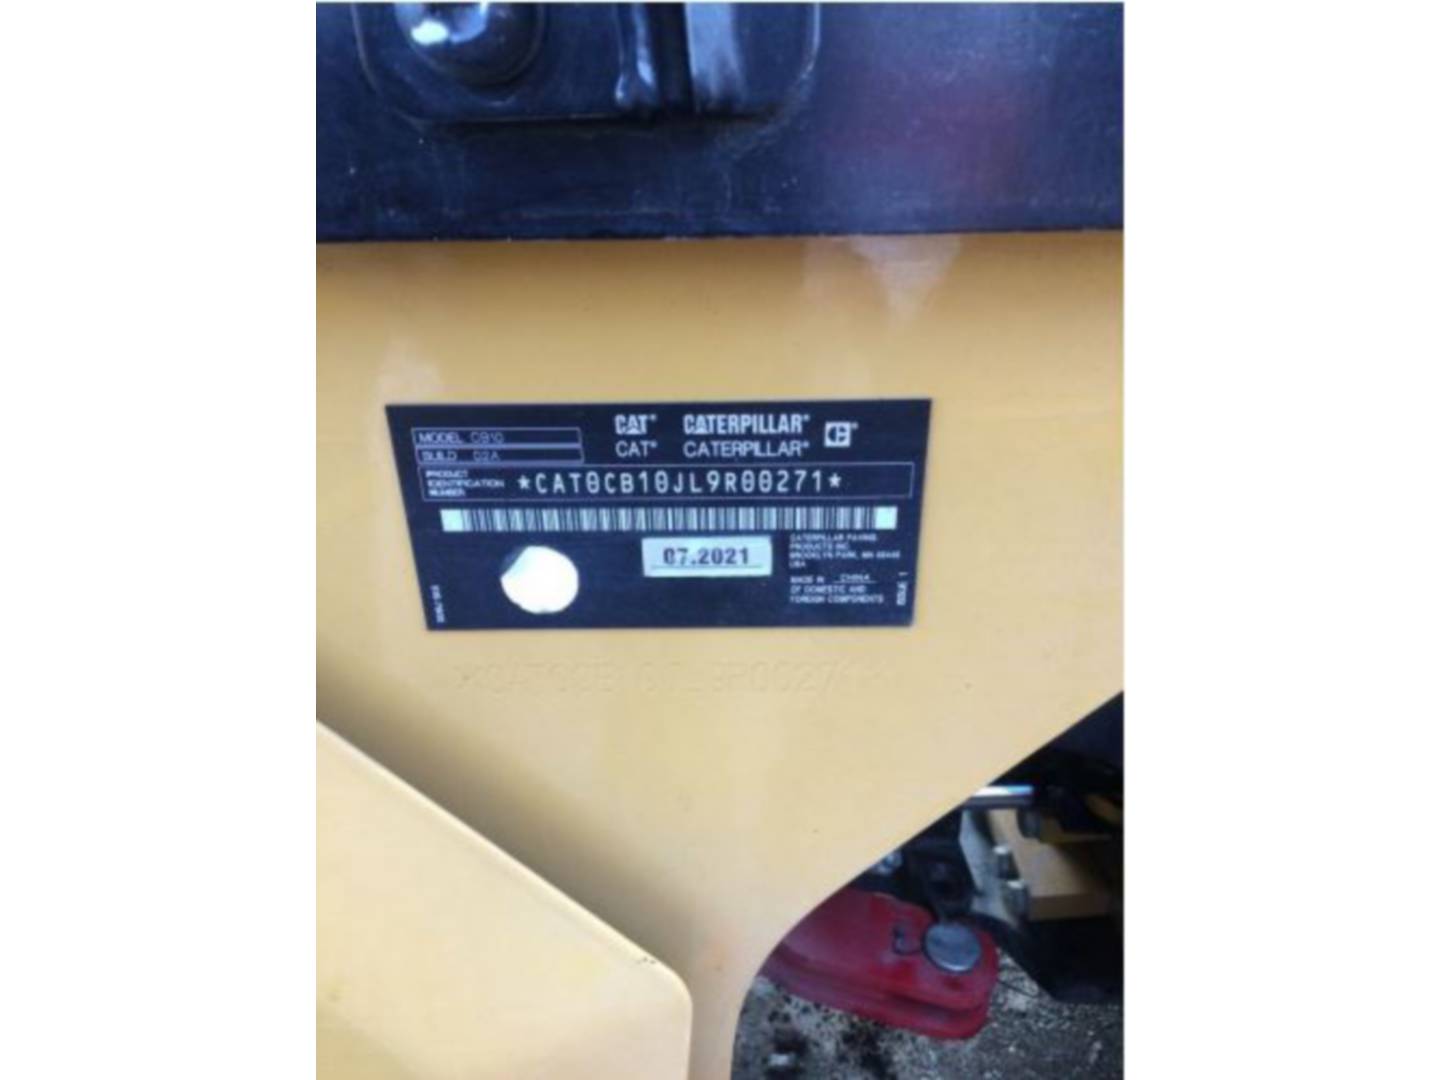 CAT® CATERPILLAR® C®
MODEL CB10
CAT® CATERPILLAR®
BUILD 02A
PRODUCT
IDENTIFICATION
NUMBER
*CAT0CB10JL9R00271*
07.2021
CATERPILLAR PAVING
PRODUCTS INC.
BROOKLYN PARK, MN 55445
USA
MADE IN CHINA
OF DOMESTIC AND
FOREIGN COMPONENTS
*CAT0CB10JL9R00271*